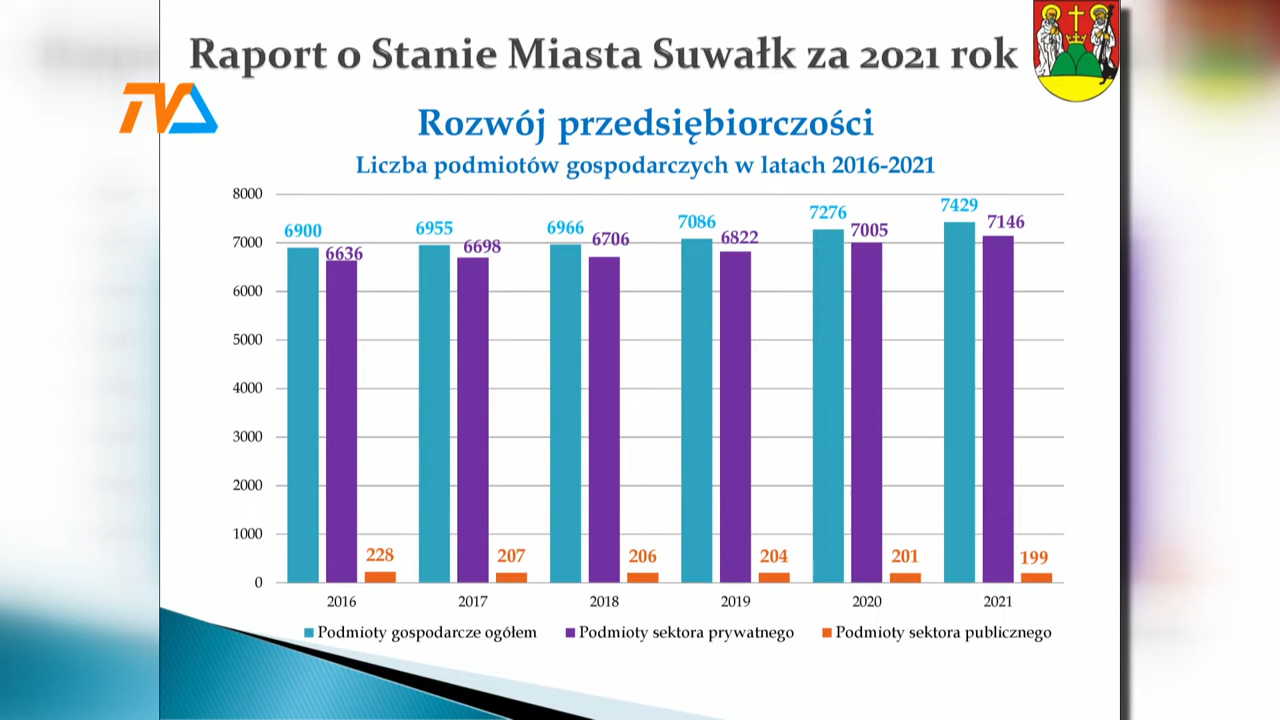 Raport o Stanie Miasta Suwałk za 2021 rok
TVA
Rozwój przedsiębiorczości
Liczba podmiotów gospodarczych w latach 2016-2021
8000
7000
6000
5000
4000
3000
2000
1000
0
6900 6636 228
6955 6698 207
6966 6706 206
7086 6822 204
7276 7005 201
7429 7146 199
2016 2017 2018 2019 2020 2021
Podmioty gospodarcze ogółem Podmioty sektora prywatnego Podmioty sektora publicznego